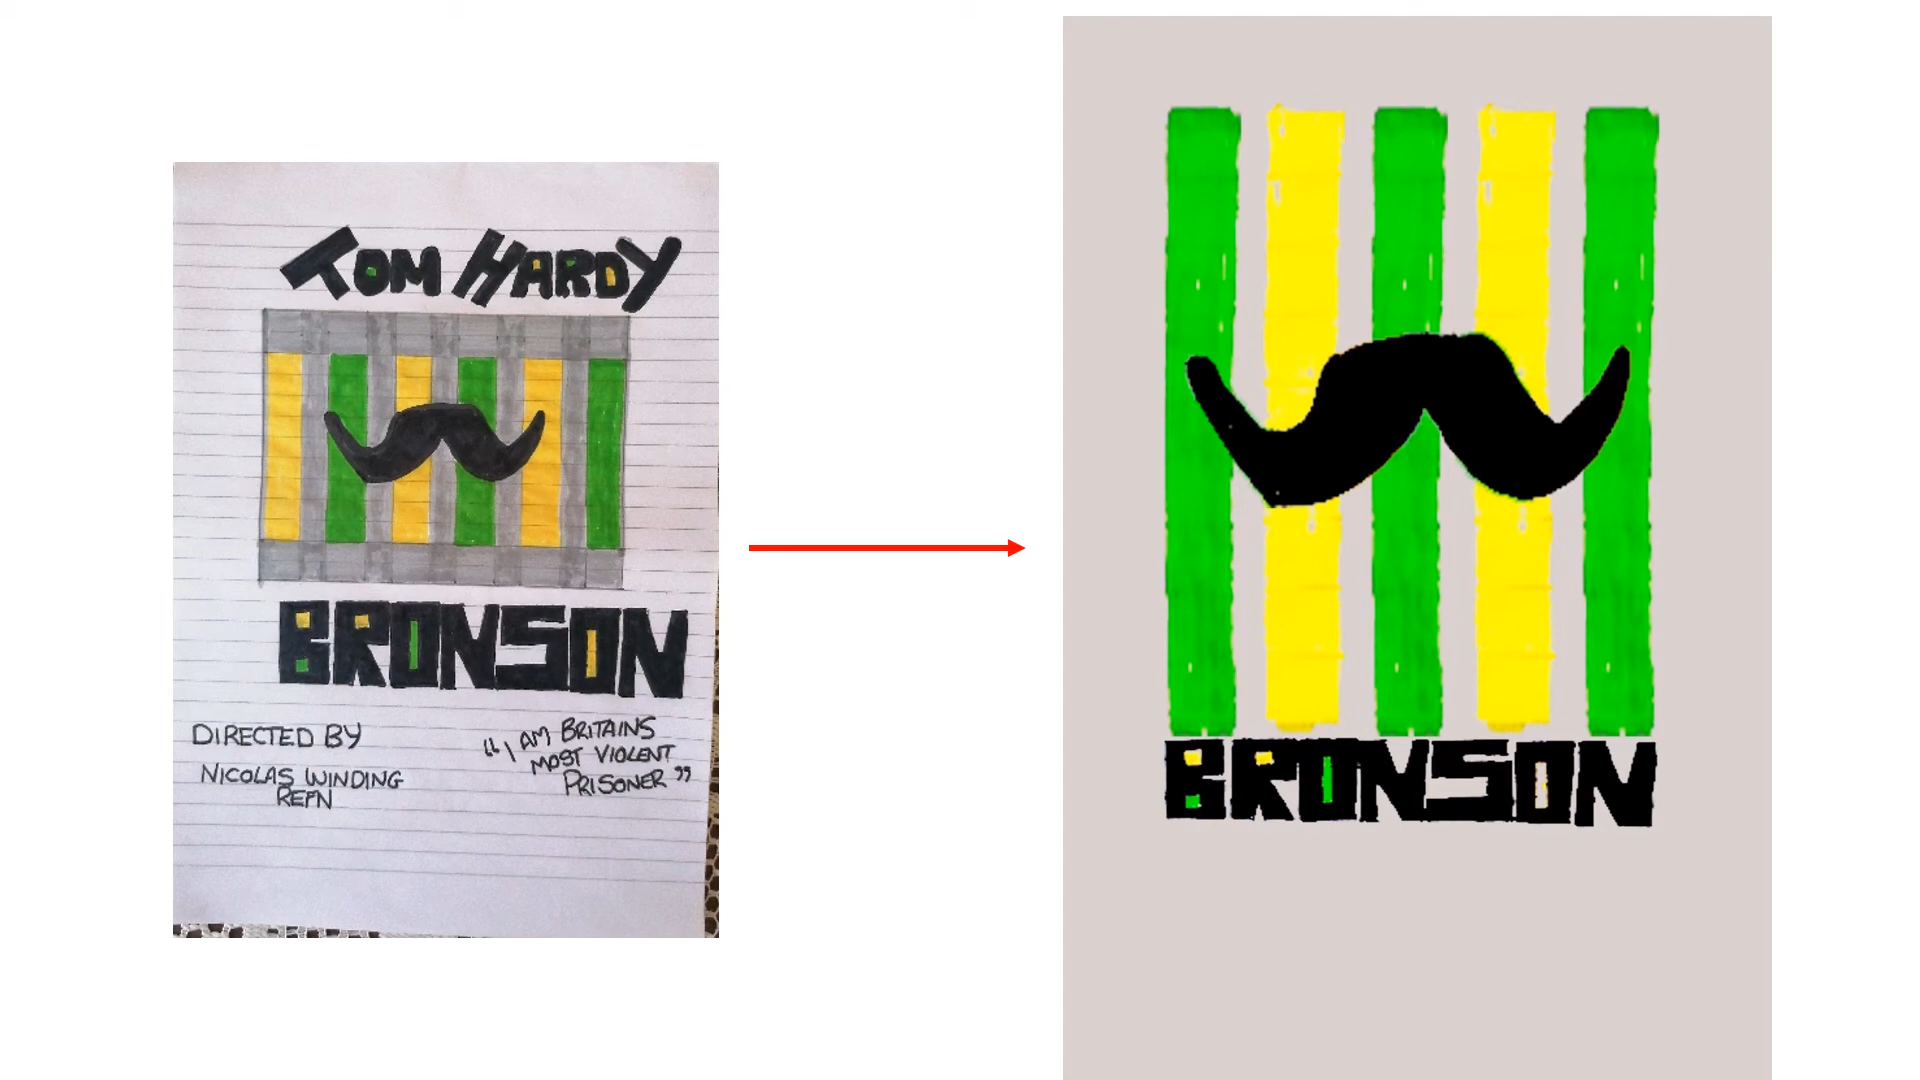 TOM HARDY
BRONSON
DIRECTED BY
NICOLAS WINDING
REFN
“I AM BRITAINS
MOST VIOLENT
PRISONER”
BRONSON